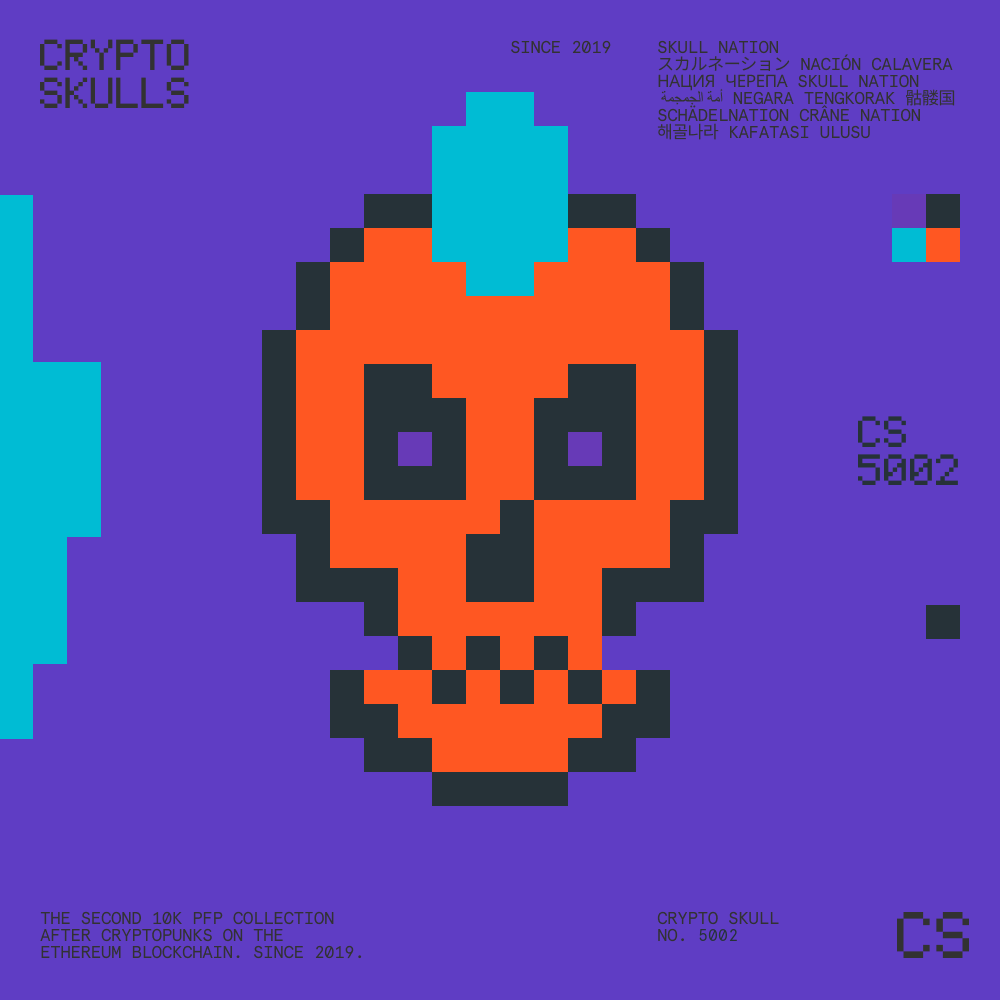 CRYPTO
SKULLS
SINCE 2019
SKULL NATION
スカルネーション NACIÓN CALAVERA
НАЦИЯ ЧЕРЕПА SKULL NATION
أمة الجمجمة NEGARA TENGKORAK 骷髅国
SCHÄDELNATION CRÂNE NATION
해골나라 KAFATASI ULUSU
CS
5002
THE SECOND 10K PFP COLLECTION
AFTER CRYPTOPUNKS ON THE
ETHEREUM BLOCKCHAIN. SINCE 2019.
CRYPTO SKULL
NO. 5002
CS